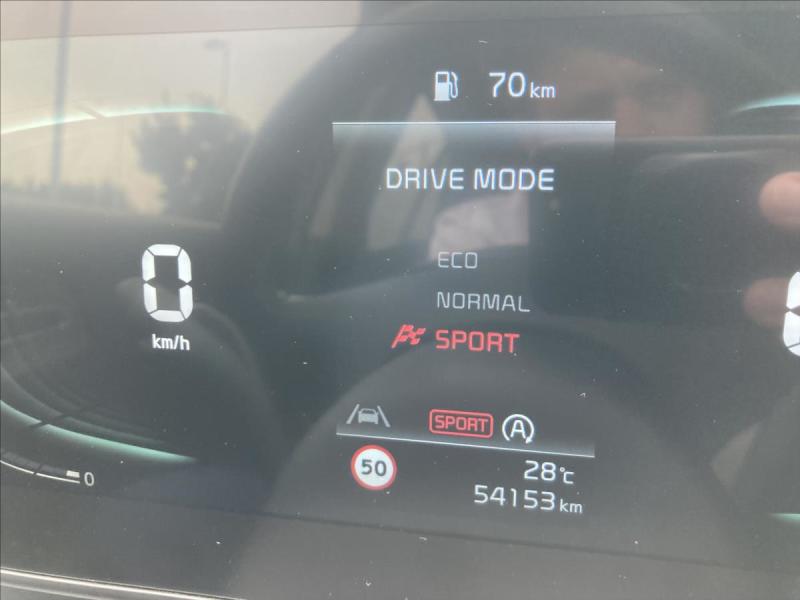 70 km
DRIVE MODE
ECO
NORMAL
SPORT
0
km/h
SPORT A
50
28°C
54153 km
0